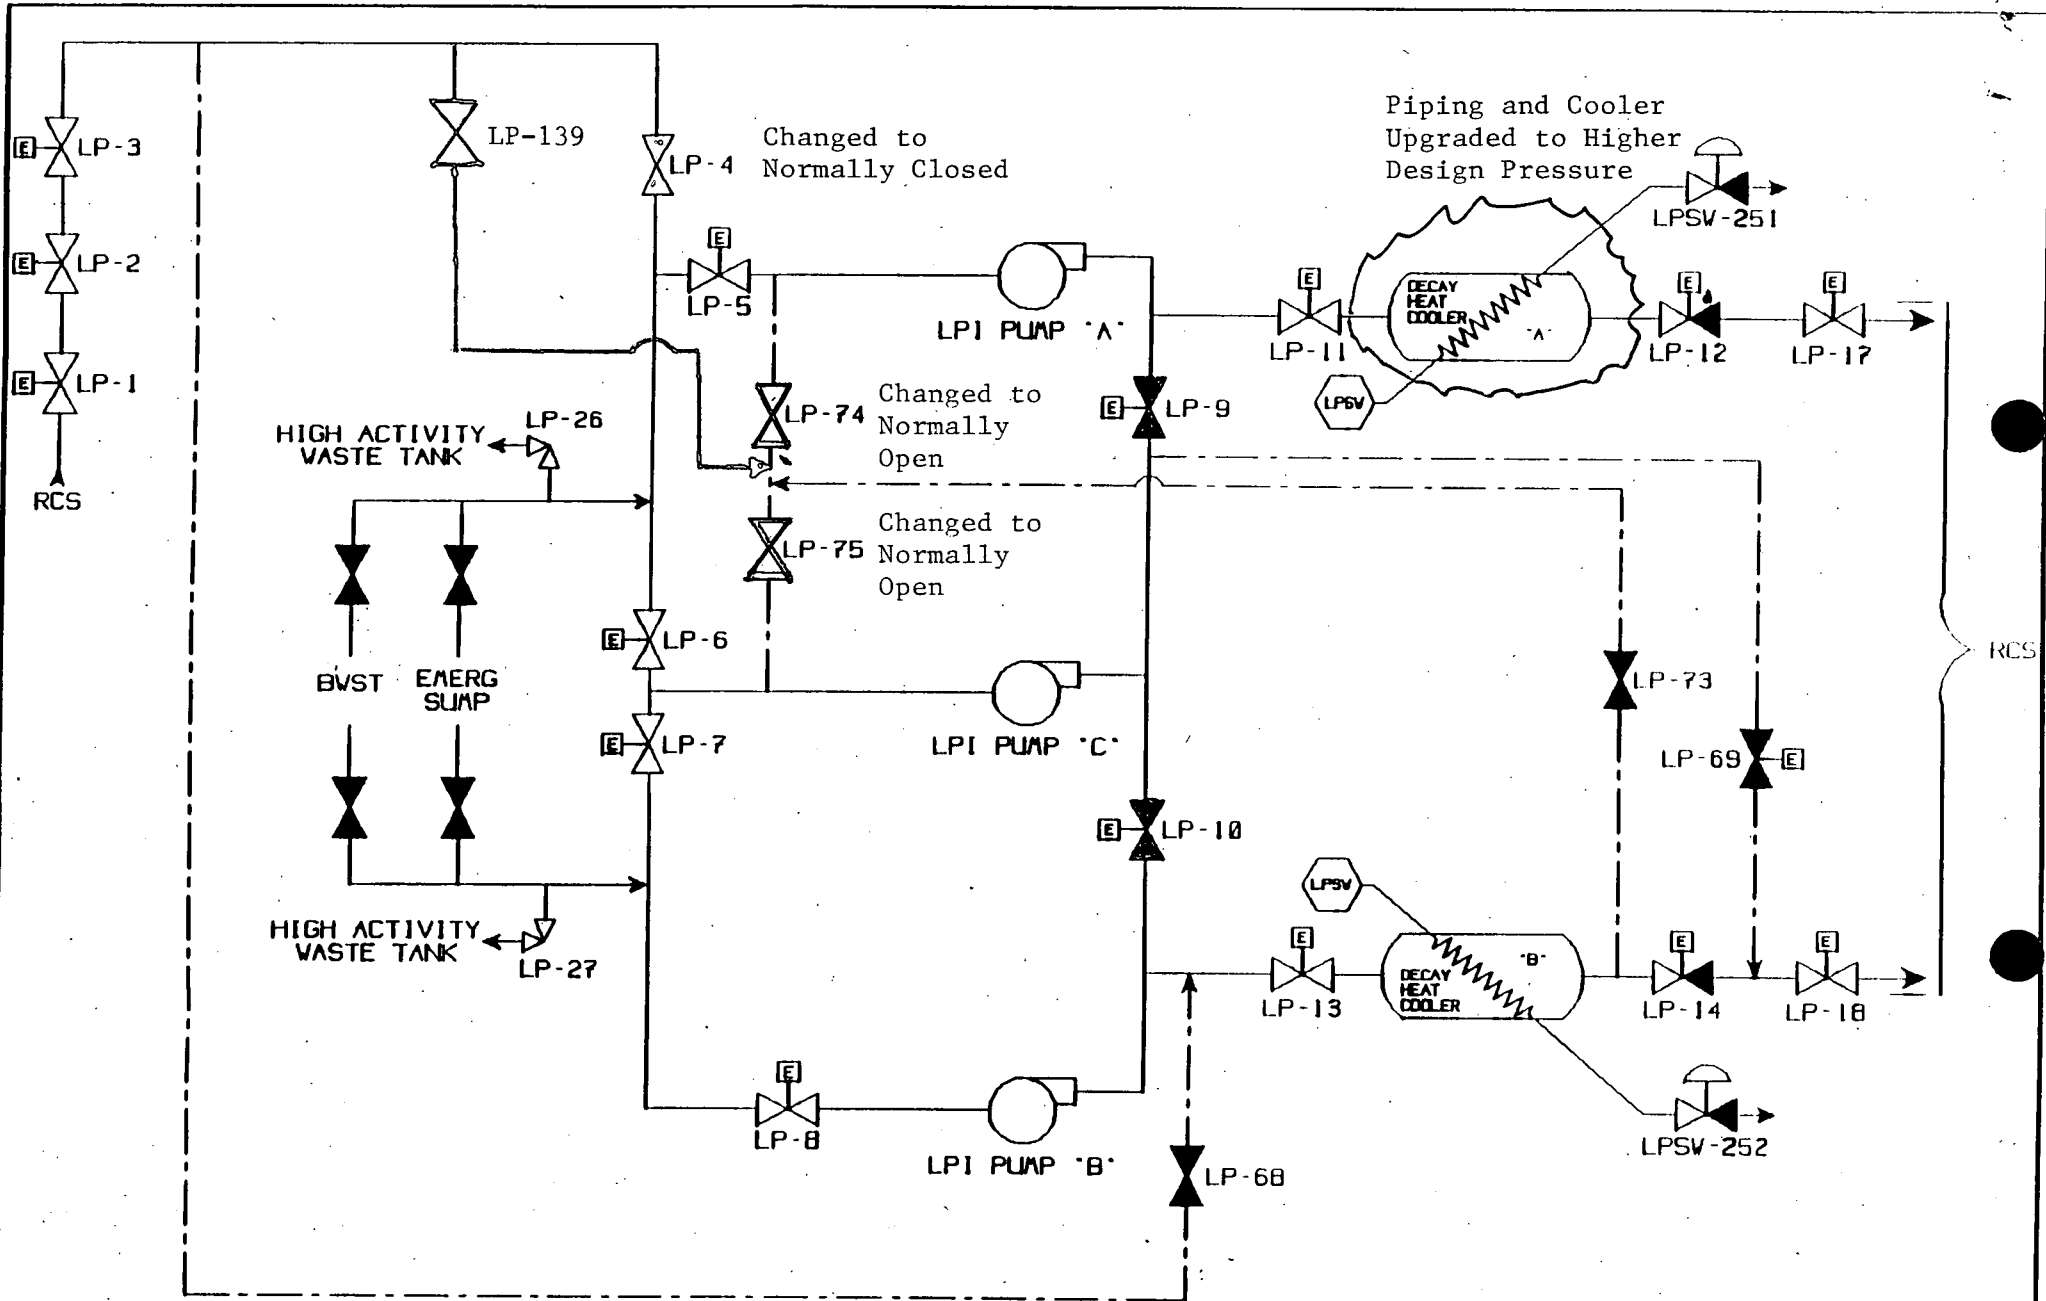 LP-3
LP-2
LP-1
RCS
LP-139
LP-4
Changed to
Normally Closed
Piping and Cooler
Upgraded to Higher
Design Pressure
LPSW-251
E
E
E
E
LP-5
LPI PUMP "A"
E
LP-11
DECAY
HEAT
COOLER
"A"
LPSW
E
LP-12
E
LP-17
LP-74
Changed to
Normally
Open
E
LP-9
HIGH ACTIVITY
WASTE TANK
LP-26
LP-75
Changed to
Normally
Open
BWST
EMERG
SUMP
E
LP-6
E
LP-7
LPI PUMP "C"
LP-73
LP-69
E
RCS
E
LP-10
HIGH ACTIVITY
WASTE TANK
LP-27
LPSW
E
LP-13
DECAY
HEAT
COOLER
"B"
E
LP-14
E
LP-18
E
LP-8
LPI PUMP "B"
LP-68
LPSW-252